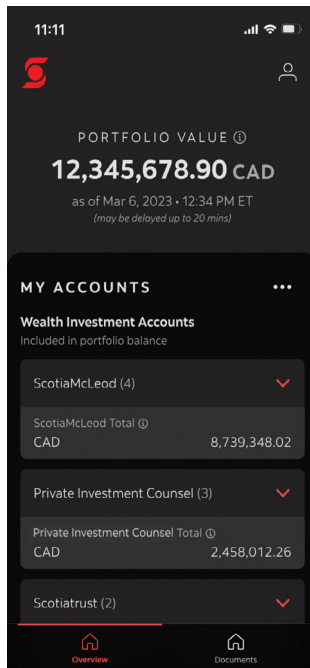 11:11
PORTFOLIO VALUE
12,345,678.90 CAD
as of Mar 6, 2023 • 12:34 PM ET
(may be delayed up to 20 mins)
MY ACCOUNTS
Wealth Investment Accounts
Included in portfolio balance
ScotiaMcLeod (4)
ScotiaMcLeod Total
CAD 8,739,348.02
Private Investment Counsel (3)
Private Investment Counsel Total
CAD 2,458,012.26
Scotiatrust (2)
Overview Documents